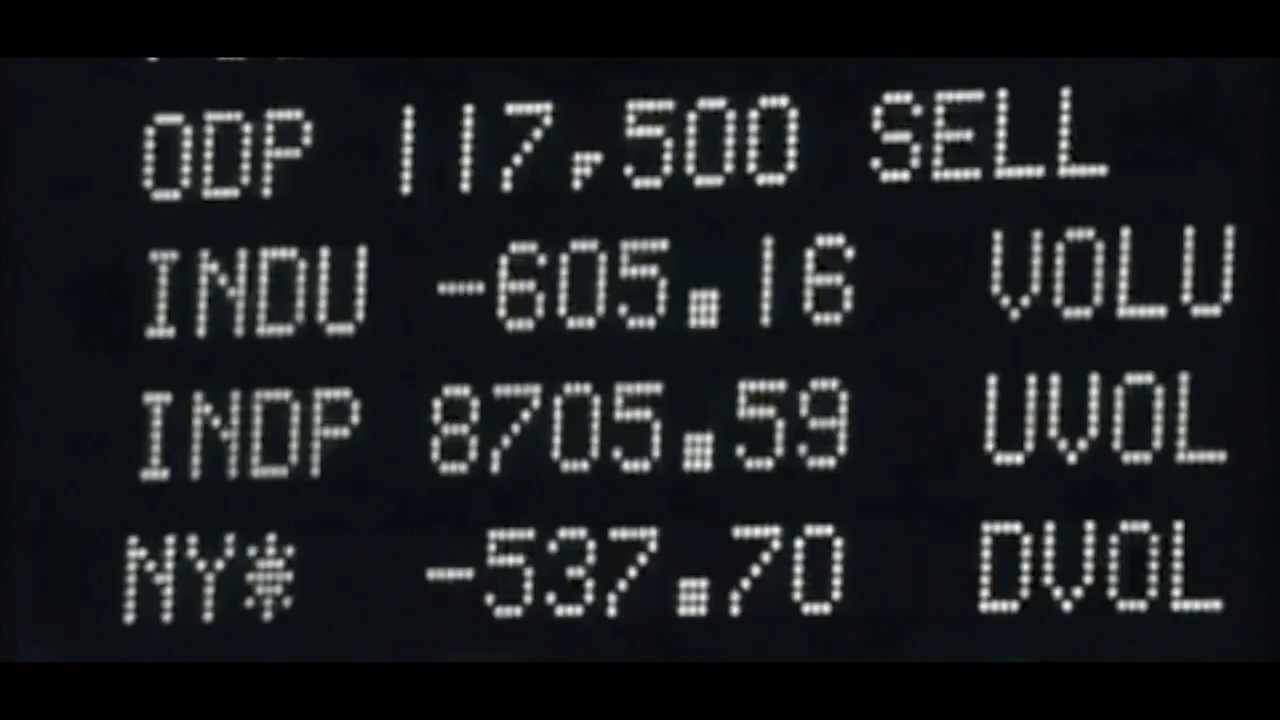 ODP 117,500 SELL
INDU -605.16 VOLU
INDP 8705.59 UVOL
NY* -537.70 DVOL